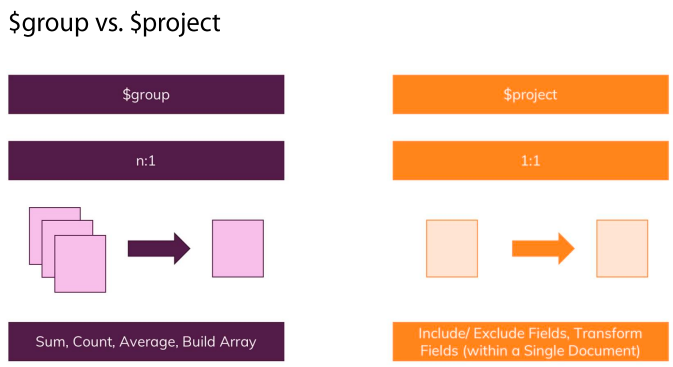 $group vs. $project
$group
$project
n:1
1:1
Sum, Count, Average, Build Array
Include/ Exclude Fields, Transform
Fields (within a Single Document)